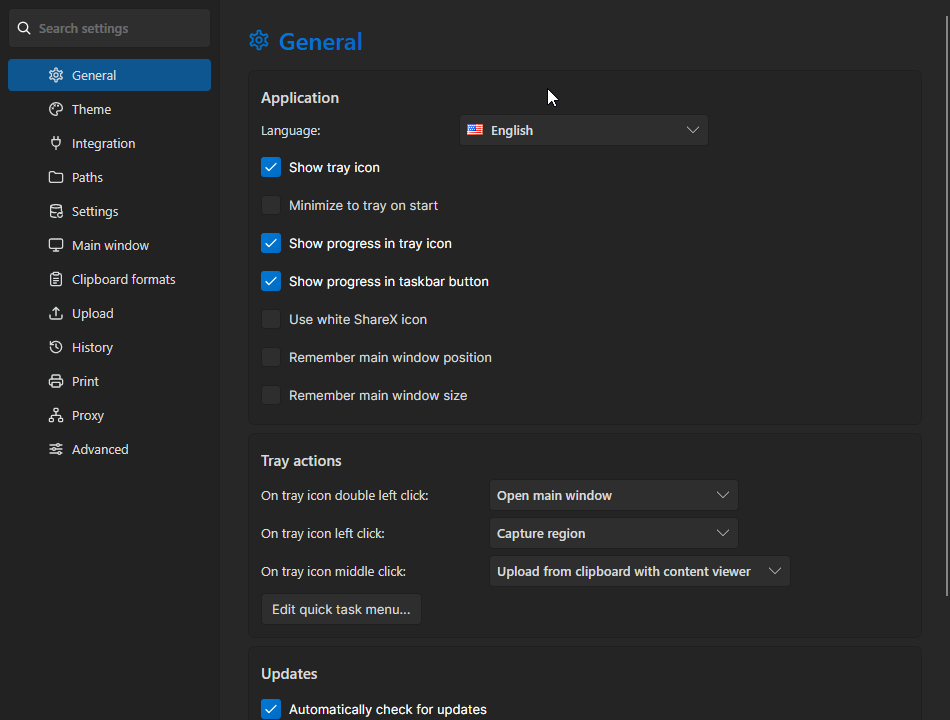 Search settings
General
Theme
Integration
Paths
Settings
Main window
Clipboard formats
Upload
History
Print
Proxy
Advanced
General
Application
Language: English
Show tray icon
Minimize to tray on start
Show progress in tray icon
Show progress in taskbar button
Use white ShareX icon
Remember main window position
Remember main window size
Tray actions
On tray icon double left click: Open main window
On tray icon left click: Capture region
On tray icon middle click: Upload from clipboard with content viewer
Edit quick task menu...
Updates
Automatically check for updates